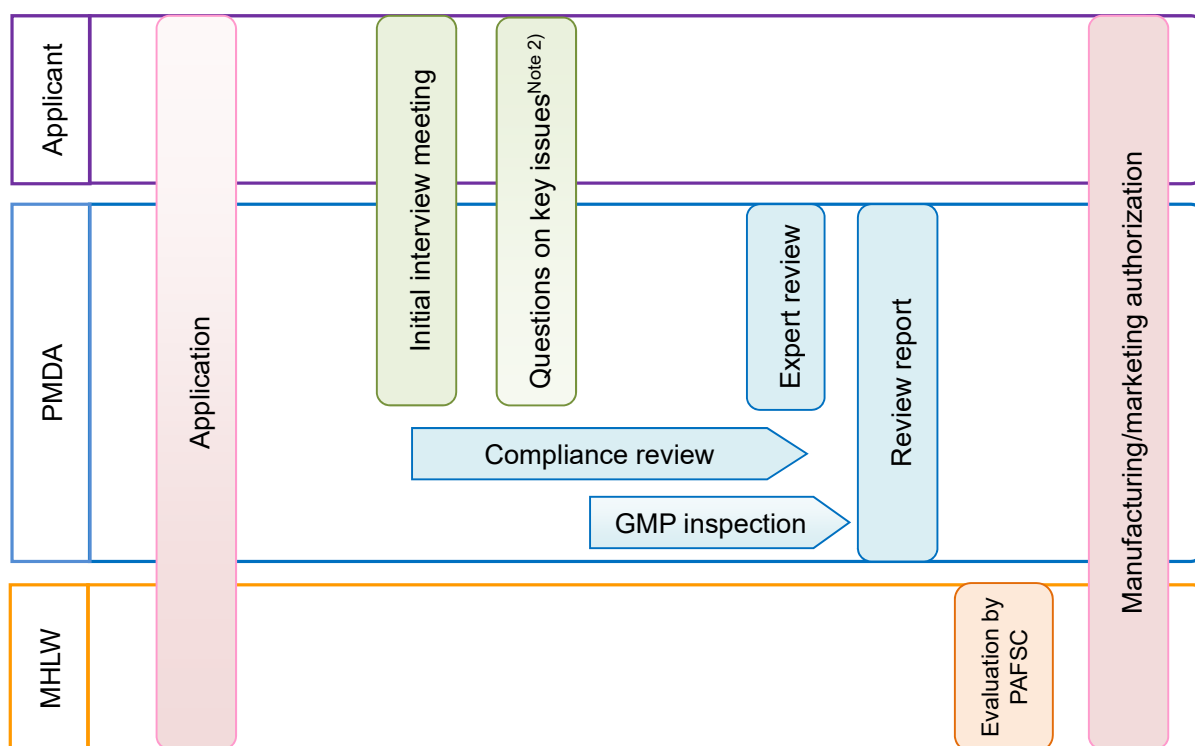 Applicant
PMDA
MHLW
Application
Initial interview meeting
Questions on key issues Note 2)
Compliance review
GMP inspection
Expert review
Review report
Evaluation by
PAFSC
Manufacturing/marketing authorization